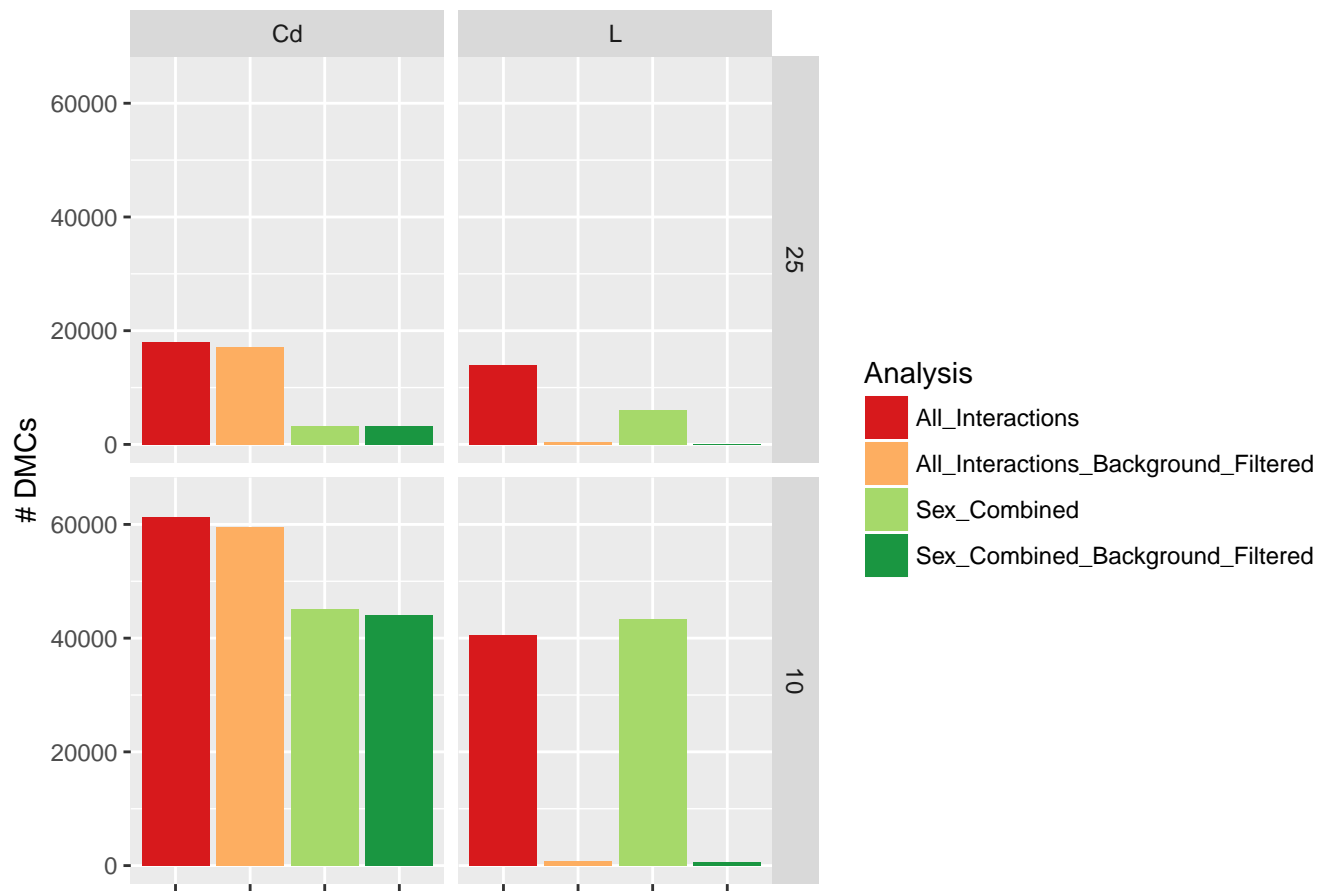 Cd
L
60000
40000
20000
0
25
# DMCs
60000
40000
20000
0
10
Analysis
All_Interactions
All_Interactions_Background_Filtered
Sex_Combined
Sex_Combined_Background_Filtered